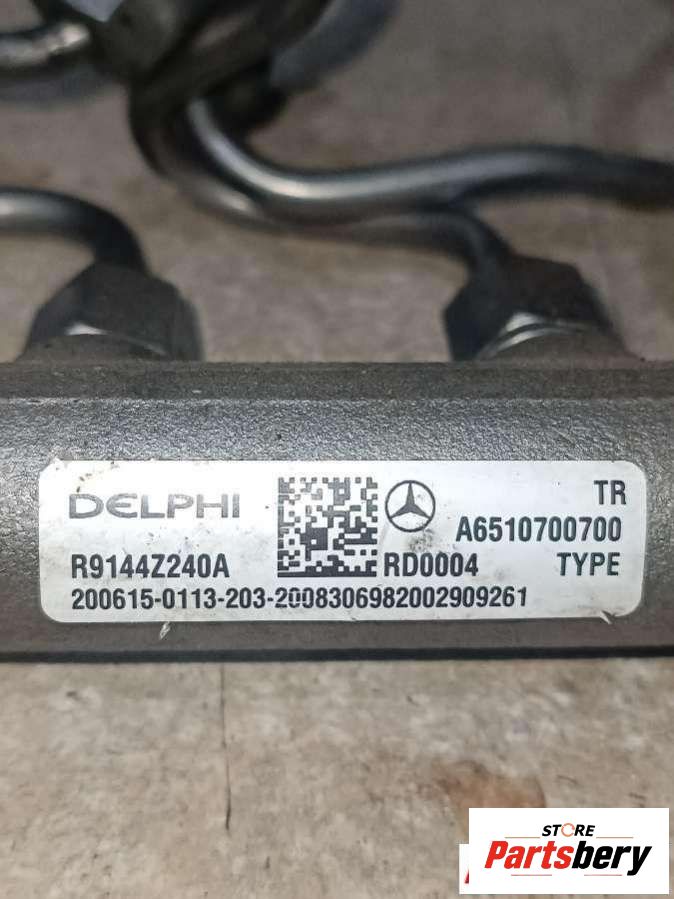 DELPHI
TR
A6510700700
R9144Z240A
RD0004
TYPE
200615-0113-203-2008306982002909261
STORE
Partsbery